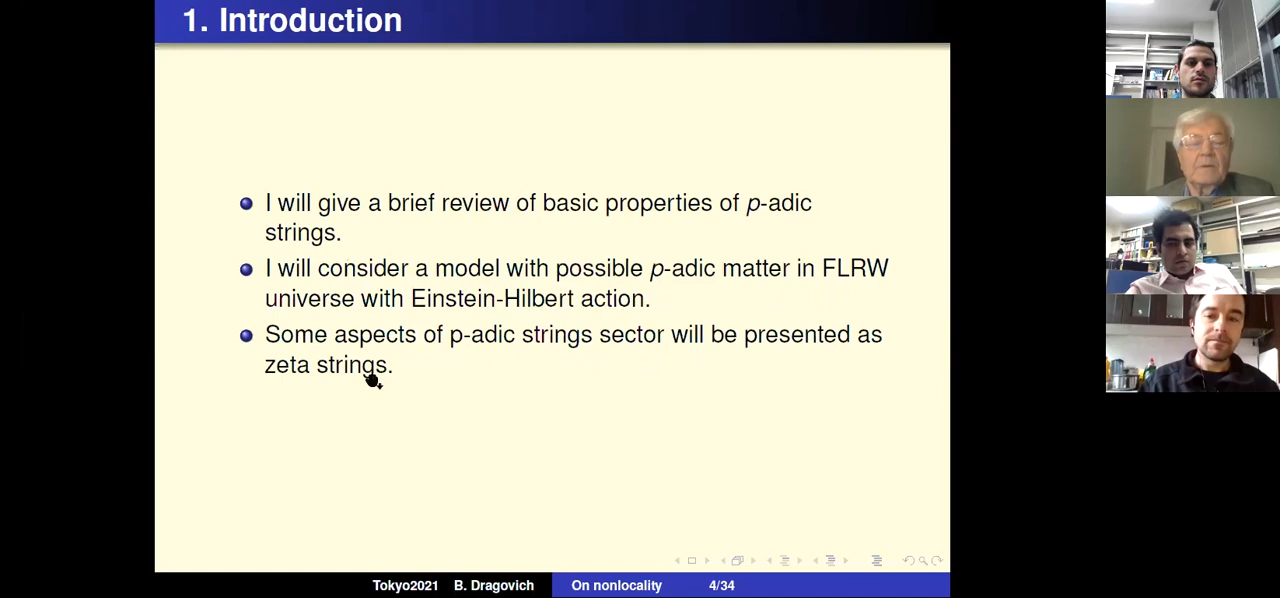 1. Introduction
I will give a brief review of basic properties of p-adic
strings.
I will consider a model with possible p-adic matter in FLRW
universe with Einstein-Hilbert action.
Some aspects of p-adic strings sector will be presented as
zeta strings.
Tokyo2021 B. Dragovich On nonlocality 4/34